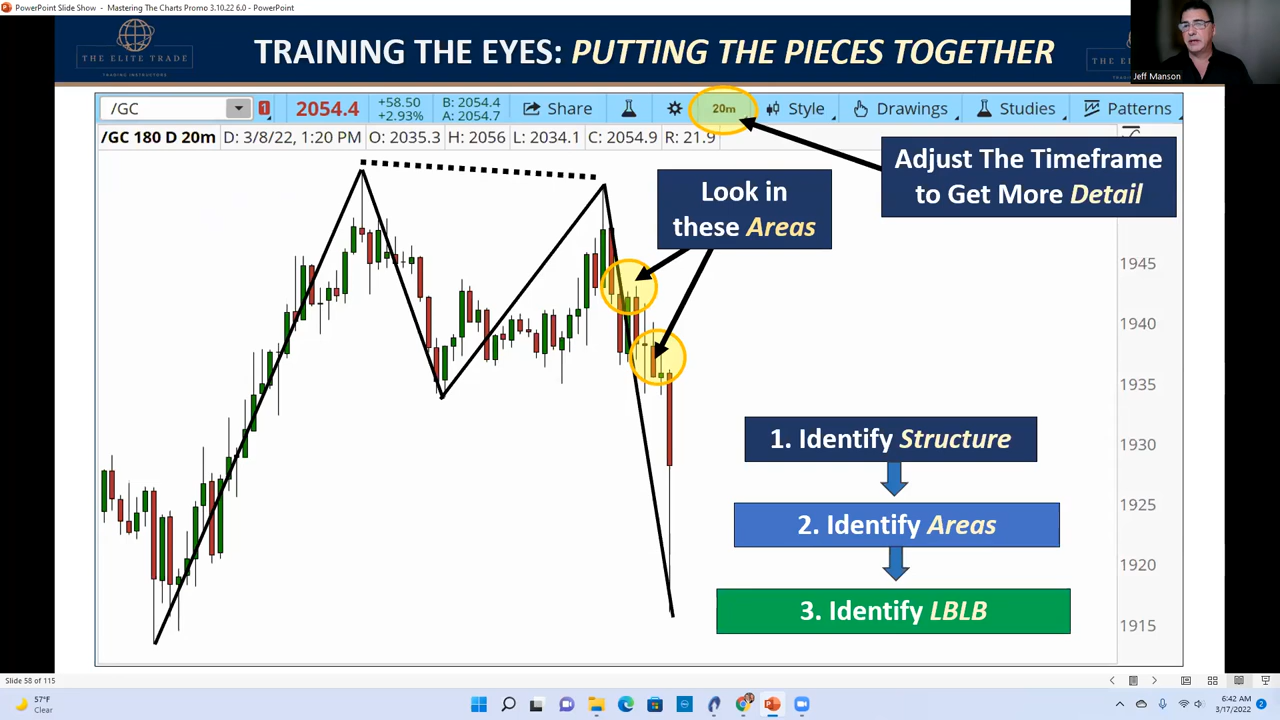 PowerPoint Slide Show - Mastering The Charts Promo 3.10.22 6.0 - PowerPoint
THE ELITE TRADE
TRADING INSTRUCTORS
TRAINING THE EYES: PUTTING THE PIECES TOGETHER
THE ELITE
Jeff Manson
/GC
1
2054.4
+58.50
+2.93%
B: 2054.4
A: 2054.7
Share
20m
Style
Drawings
Studies
Patterns
/GC 180 D 20m D: 3/8/22, 1:20 PM O: 2035.3 H: 2056 L: 2034.1 C: 2054.9 R: 21.9
Adjust The Timeframe
to Get More Detail
Look in
these Areas
1945
1940
1935
1930
1925
1920
1915
1. Identify Structure
2. Identify Areas
3. Identify LBLB
Slide 58 of 115
57°F
Clear
6:42 AM
3/17/2022